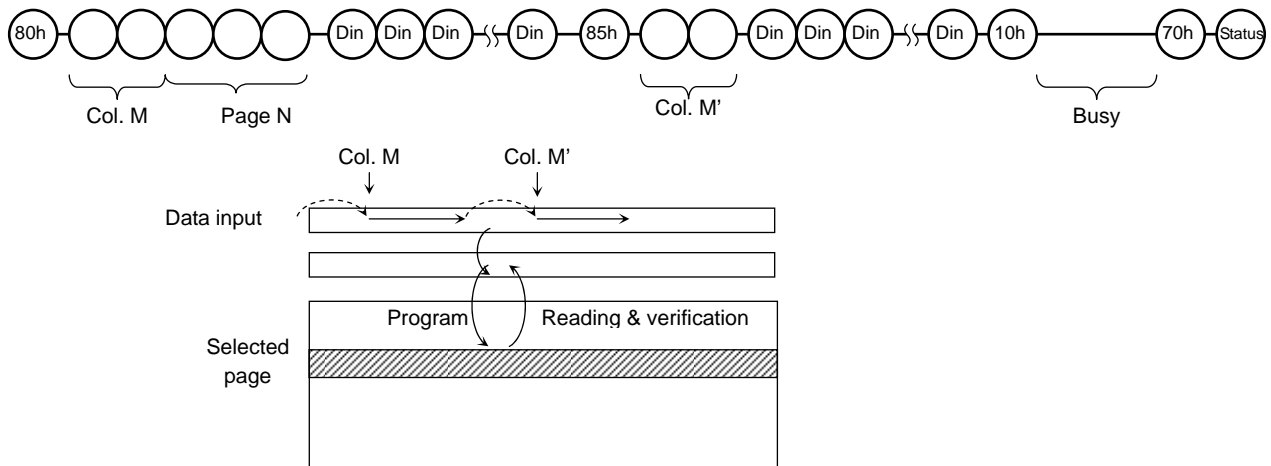 80h Din Din Din Din 85h Din Din Din Din 10h 70h Status
Col. M Page N Col. M’ Busy
Col. M Col. M’
Data input
Program Reading & verification
Selected
page